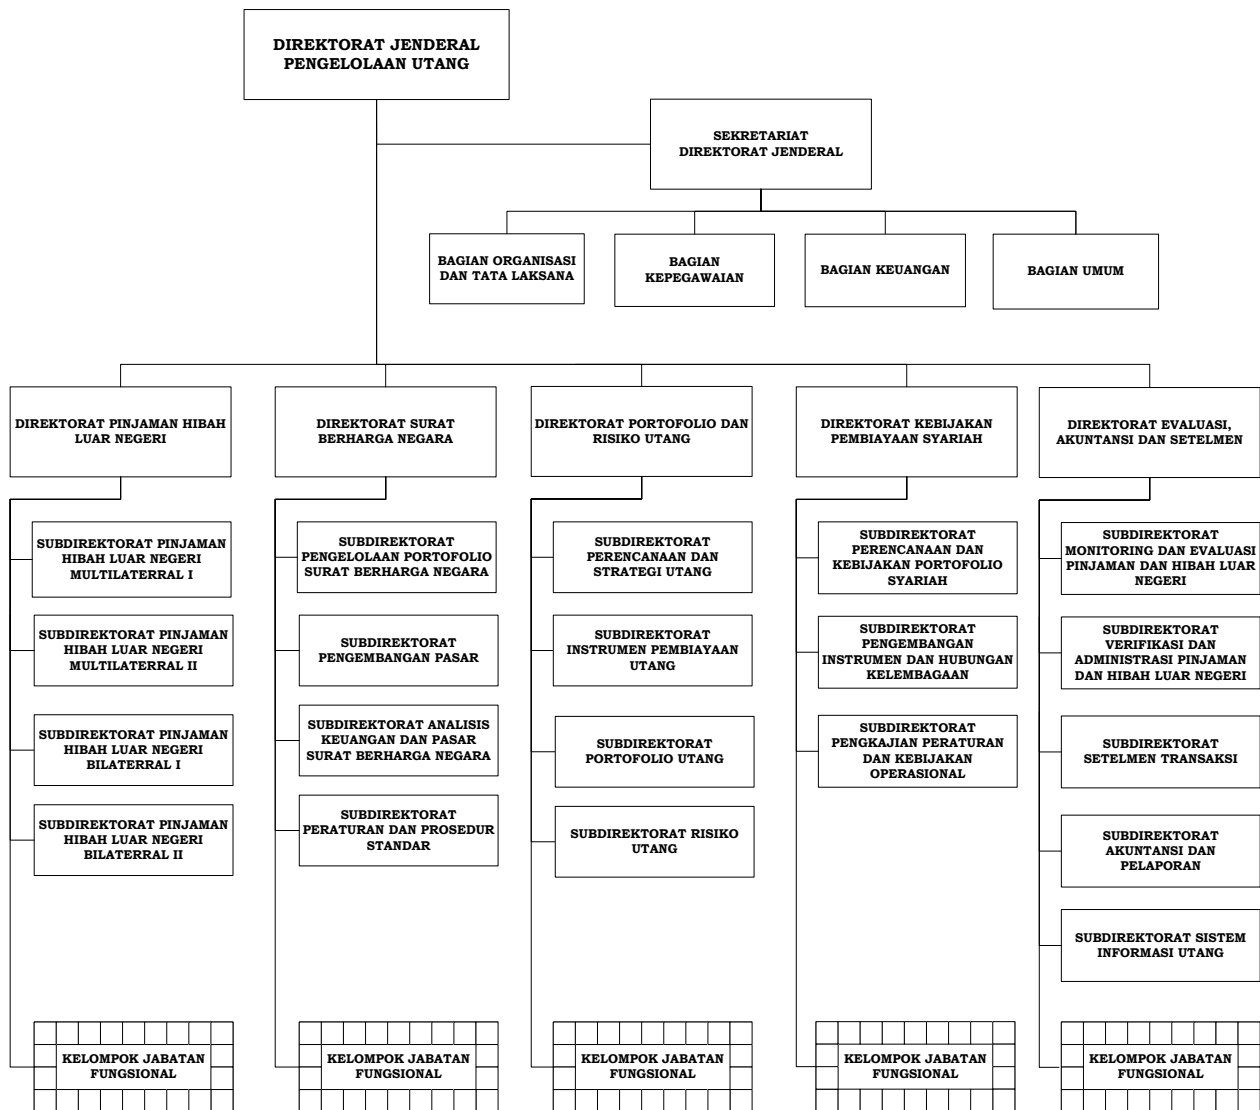 DIREKTORAT JENDERAL
PENGELOLAAN UTANG
SEKRETARIAT
DIREKTORAT JENDERAL
BAGIAN ORGANISASI
DAN TATA LAKSANA
BAGIAN
KEPEGAWAIAN
BAGIAN KEUANGAN
BAGIAN UMUM
DIREKTORAT PINJAMAN HIBAH
LUAR NEGERI
DIREKTORAT SURAT
BERHARGA NEGARA
DIREKTORAT PORTOFOLIO DAN
RISIKO UTANG
DIREKTORAT KEBIJAKAN
PEMBIAYAAN SYARIAH
DIREKTORAT EVALUASI,
AKUNTANSI DAN SETELMEN
SUBDIREKTORAT PINJAMAN
HIBAH LUAR NEGERI
MULTILATERRAL I
SUBDIREKTORAT PINJAMAN
HIBAH LUAR NEGERI
MULTILATERRAL II
SUBDIREKTORAT PINJAMAN
HIBAH LUAR NEGERI
BILATERRAL I
SUBDIREKTORAT PINJAMAN
HIBAH LUAR NEGERI
BILATERRAL II
KELOMPOK JABATAN
FUNGSIONAL
SUBDIREKTORAT
PENGELOLAAN PORTOFOLIO
SURAT BERHARGA NEGARA
SUBDIREKTORAT
PENGEMBANGAN PASAR
SUBDIREKTORAT ANALISIS
KEUANGAN DAN PASAR
SURAT BERHARGA NEGARA
SUBDIREKTORAT
PERATURAN DAN PROSEDUR
STANDAR
KELOMPOK JABATAN
FUNGSIONAL
SUBDIREKTORAT
PERENCANAAN DAN
STRATEGI UTANG
SUBDIREKTORAT
INSTRUMEN PEMBIAYAAN
UTANG
SUBDIREKTORAT
PORTOFOLIO UTANG
SUBDIREKTORAT RISIKO
UTANG
KELOMPOK JABATAN
FUNGSIONAL
SUBDIREKTORAT
PERENCANAAN DAN
KEBIJAKAN PORTOFOLIO
SYARIAH
SUBDIREKTORAT
PENGEMBANGAN
INSTRUMEN DAN HUBUNGAN
KELEMBAGAAN
SUBDIREKTORAT
PENGKAJIAN PERATURAN
DAN KEBIJAKAN
OPERASIONAL
KELOMPOK JABATAN
FUNGSIONAL
SUBDIREKTORAT
MONITORING DAN EVALUASI
PINJAMAN DAN HIBAH LUAR
NEGERI
SUBDIREKTORAT
VERIFIKASI DAN
ADMINISTRASI PINJAMAN
DAN HIBAH LUAR NEGERI
SUBDIREKTORAT
SETELMEN TRANSAKSI
SUBDIREKTORAT
AKUNTANSI DAN
PELAPORAN
SUBDIREKTORAT SISTEM
INFORMASI UTANG
KELOMPOK JABATAN
FUNGSIONAL